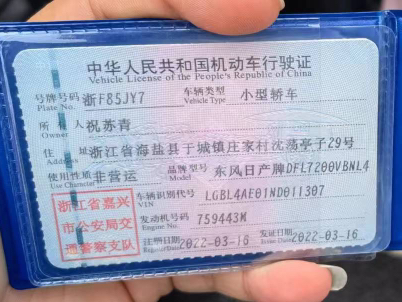 中华人民共和国机动车行驶证
Vehicle License of the People's Republic of China
号牌号码 浙F85JY7 车辆类型 小型轿车
Plate No. Vehicle Type
所有人 祝苏青
住址 浙江省海盐县于城镇庄家村沈荡亭子29号
使用性质 非营运 品牌型号 东风日产牌DFL7200VBNL4
Use Character Model
浙江省嘉兴市公安局交通警察支队
车辆识别代号 LGBL4AE01ND011307
VIN
发动机号码 759443M
Engine No.
注册日期 2022-03-16 发证日期 2022-03-16